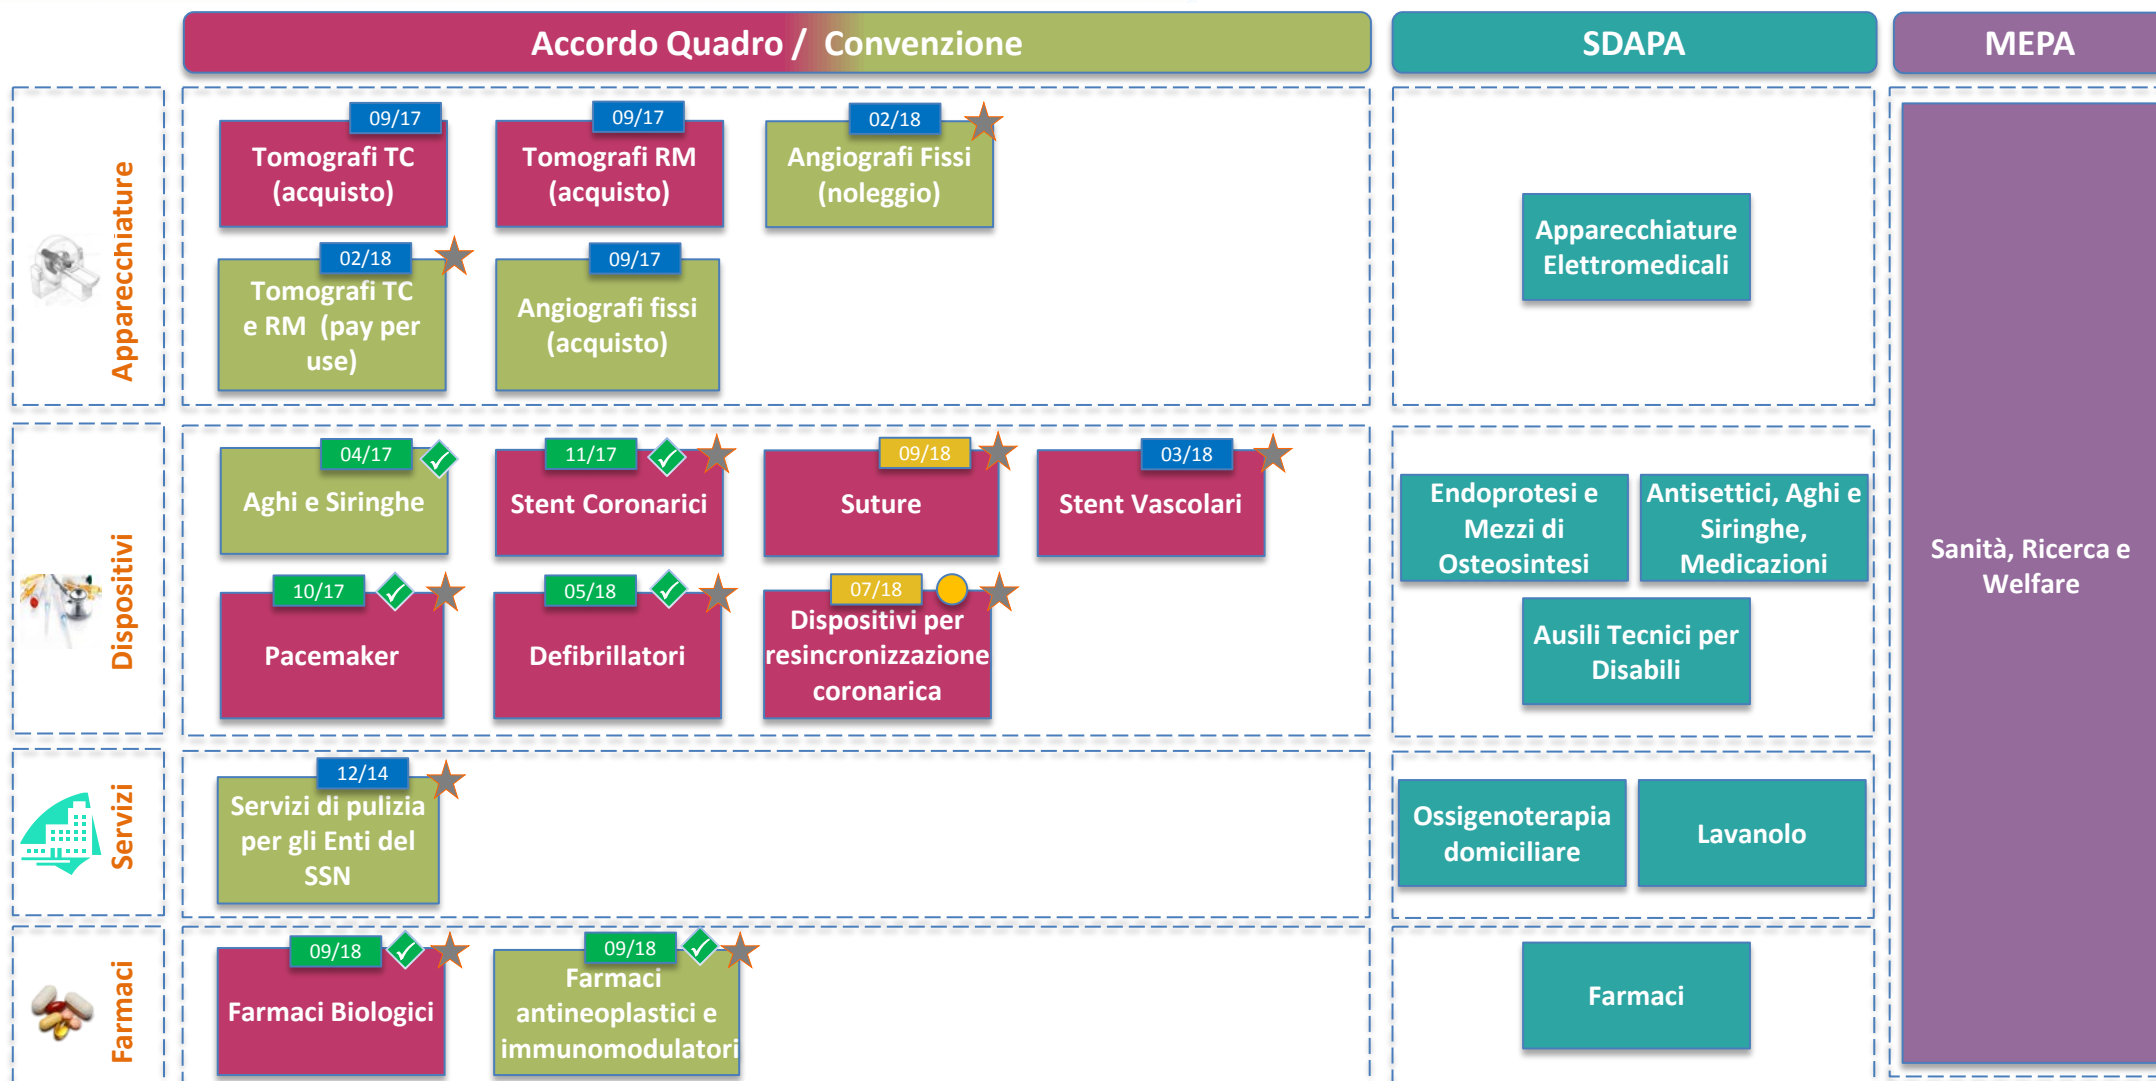 Accordo Quadro / Convenzione
SDAPA
MEPA
Apparecchiature
09/17
Tomografi TC
(acquisto)
09/17
Tomografi RM
(acquisto)
02/18
Angiografi Fissi
(noleggio)
02/18
Tomografi TC
e RM (pay per
use)
09/17
Angiografi fissi
(acquisto)
Apparecchiature
Elettromedicali
Dispositivi
04/17
Aghi e Siringhe
11/17
Stent Coronarici
09/18
Suture
03/18
Stent Vascolari
10/17
Pacemaker
05/18
Defibrillatori
07/18
Dispositivi per
resincronizzazione
coronarica
Endoprotesi e
Mezzi di
Osteosintesi
Antisettici, Aghi e
Siringhe,
Medicazioni
Ausili Tecnici per
Disabili
Sanità, Ricerca e
Welfare
Servizi
12/14
Servizi di pulizia
per gli Enti del
SSN
Ossigenoterapia
domiciliare
Lavanolo
Farmaci
09/18
Farmaci Biologici
09/18
Farmaci
antineoplastici e
immunomodulatori
Farmaci